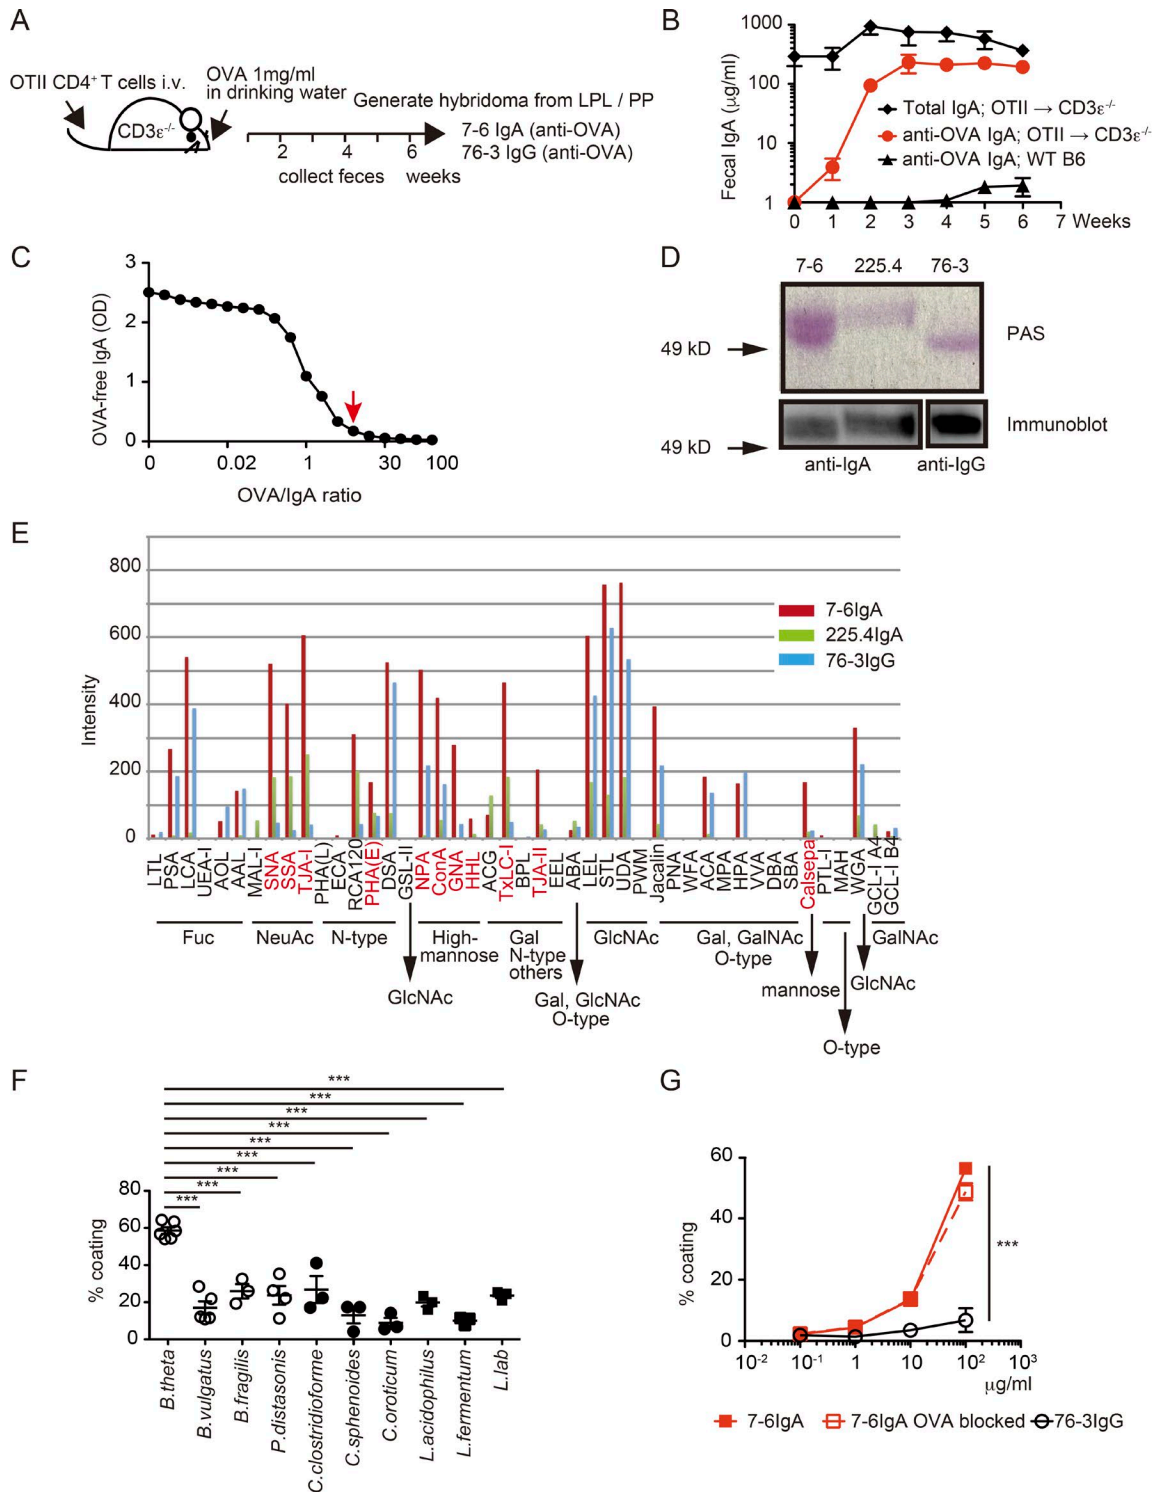 A
OTII CD4+ T cells i.v.
OVA 1mg/ml
in drinking water
CD3ε-/-
Generate hybridoma from LPL / PP
7-6 IgA (anti-OVA)
76-3 IgG (anti-OVA)
2 4 6
collect feces weeks
B
Fecal IgA (μg/ml)
1000
100
10
1
0 1 2 3 4 5 6 7 Weeks
Total IgA; OTII → CD3ε-/-
anti-OVA IgA; OTII → CD3ε-/-
anti-OVA IgA; WT B6
C
OVA-free IgA (OD)
3
2
1
0
0 0.02 1 30 100
OVA/IgA ratio
D
7-6 225.4 76-3
49 kD
PAS
49 kD
Immunoblot
anti-IgA anti-IgG
E
Intensity
800
600
400
200
0
7-6IgA
225.4IgA
76-3IgG
LTL
PSA
LCA
UEA-I
AOL
AAL
MAL-I
SNA
SSA
TJA-I
PHA(L)
ECA
RCA120
PHA(E)
DSA
GSL-II
NPA
ConA
GNA
HHL
ACG
TxLC-I
BPL
TJA-II
EEL
ABA
LEL
STL
UDA
PWM
Jacalin
PNA
WFA
ACA
MPA
HPA
VVA
DBA
SBA
Calsepa
PTL-I
MAH
WGA
GCL-I A4
GCL-I B4
Fuc
NeuAc
N-type
GlcNAc
High-
mannose
Gal
N-type
others
Gal, GlcNAc
O-type
GlcNAc
Gal, GalNAc
O-type
mannose
O-type
GlcNAc
GalNAc
F
***
***
***
***
***
***
***
***
***
% coating
80
60
40
20
0
B.theta
B.vulgatus
B.fragilis
P.distasonis
C.clostridioforme
C.sphenoides
C.oroticum
L.acidophilus
L.fermentum
L.lab
G
% coating
60
40
20
0
10-2 10-1 1 10 102 103
μg/ml
***
7-6IgA 7-6IgA OVA blocked 76-3IgG